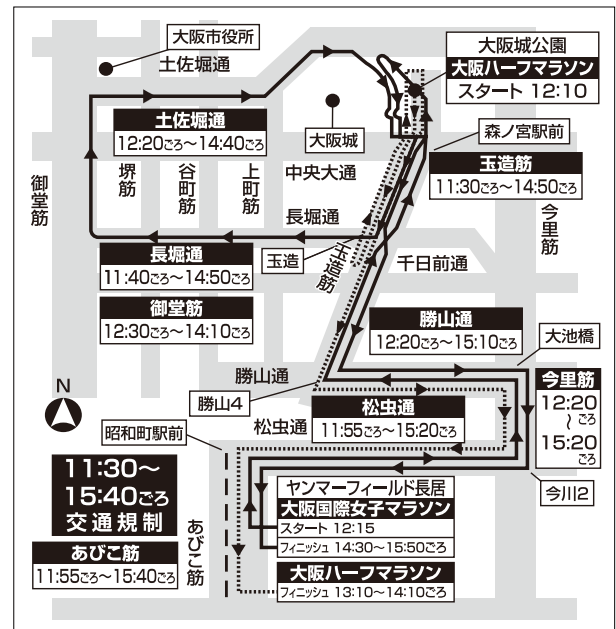 大阪市役所
土佐堀通
大阪城公園
大阪ハーフマラソン
スタート 12:10
大阪城
土佐堀通
12:20ごろ～14:40ごろ
森ノ宮駅前
玉造筋
11:30ごろ～14:50ごろ
御堂筋
堺筋
谷町筋
上町筋
中央大通
今里筋
長堀通
長堀通
11:40ごろ～14:50ごろ
玉造
玉造筋
千日前通
御堂筋
12:30ごろ～14:10ごろ
勝山通
12:20ごろ～15:10ごろ
大池橋
N
勝山通
勝山4
今里筋
12:20
～ごろ
15:20
ごろ
昭和町駅前
松虫通
松虫通
11:55ごろ～15:20ごろ
11:30～
15:40ごろ
交通規制
あびこ筋
今川2
ヤンマーフィールド長居
大阪国際女子マラソン
スタート 12:15
フィニッシュ 14:30～15:50ごろ
あびこ筋
11:55ごろ～15:40ごろ
大阪ハーフマラソン
フィニッシュ 13:10～14:10ごろ